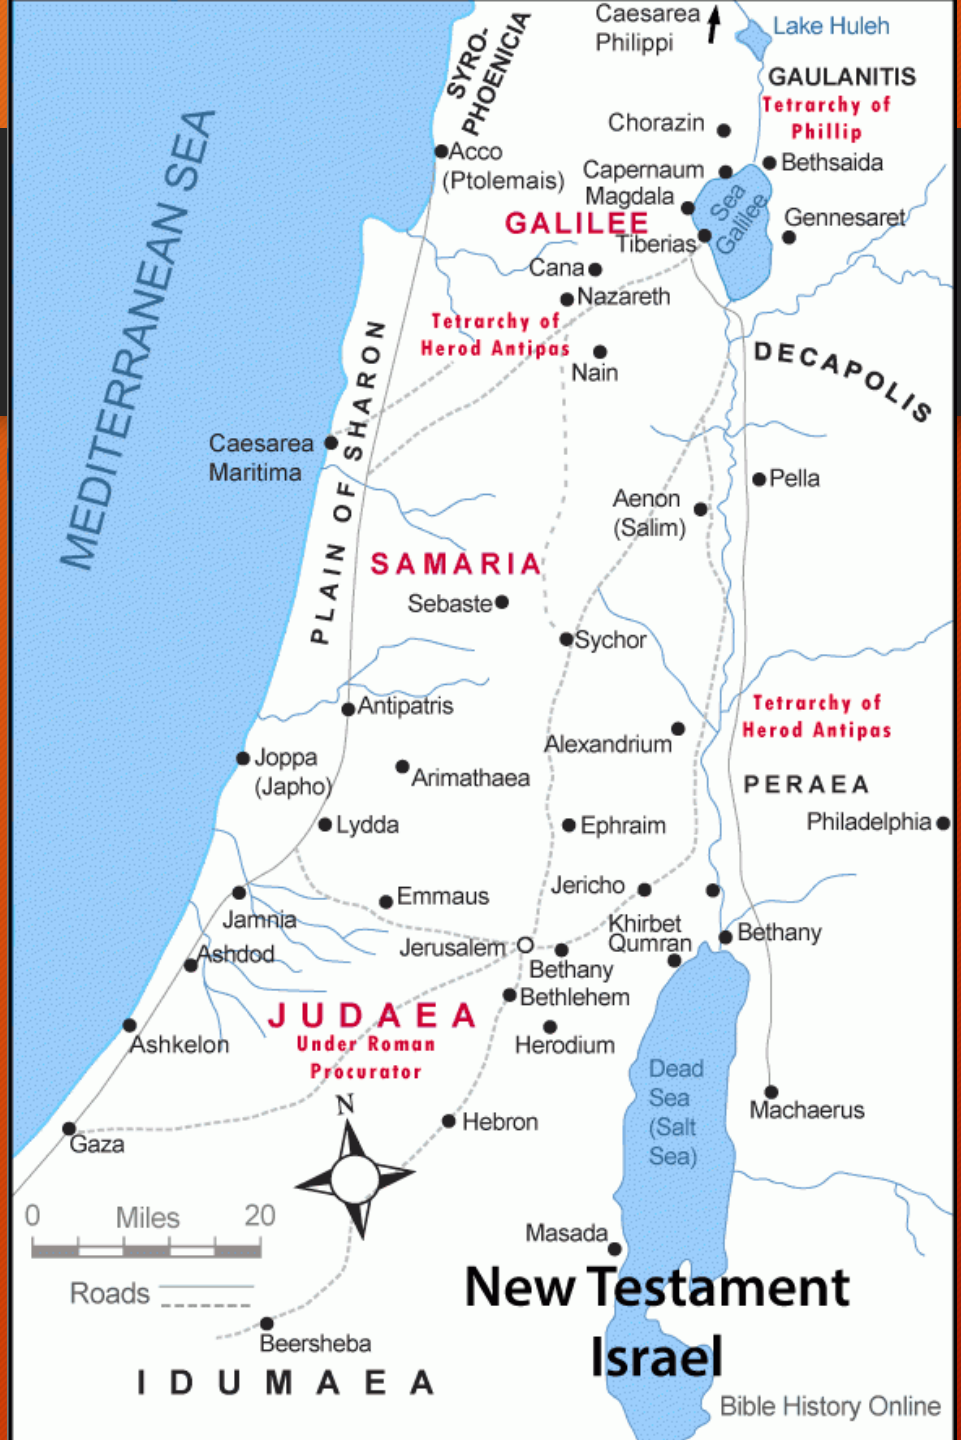 Caesarea
Philippi
Lake Huleh
SYRO-
PHOENICIA
GAULANITIS
Tetrarchy of
Phillip
Chorazin
Acco
(Ptolemais)
Capernaum
Bethsaida
Magdala
Sea
Galilee
GALILEE
Gennesaret
Tiberias
Cana
Nazareth
MEDITERRANEAN SEA
Tetrarchy of
Herod Antipas
Nain
DECAPOLIS
PLAIN OF SHARON
Caesarea
Maritima
Pella
Aenon
(Salim)
SAMARIA
Sebaste
Sychor
Antipatris
Tetrarchy of
Herod Antipas
Alexandrium
Joppa
(Japho)
Arimathaea
PERAEA
Lydda
Ephraim
Philadelphia
Jericho
Emmaus
Jamnia
Khirbet
Qumran
Bethany
Jerusalem
Ashdod
Bethany
Bethlehem
JUDAEA
Under Roman
Procurator
Ashkelon
Herodium
Dead
Sea
(Salt
Sea)
Machaerus
N
Hebron
Gaza
0 Miles 20
Masada
Roads
New Testament
Israel
Beersheba
IDUMAEA
Bible History Online